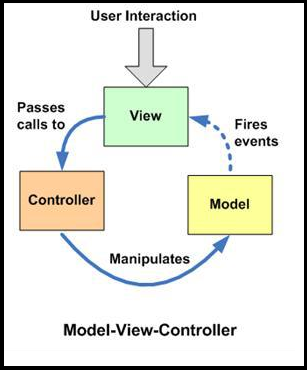 User Interaction
Passes
calls to
View
Fires
events
Controller
Model
Manipulates
Model-View-Controller